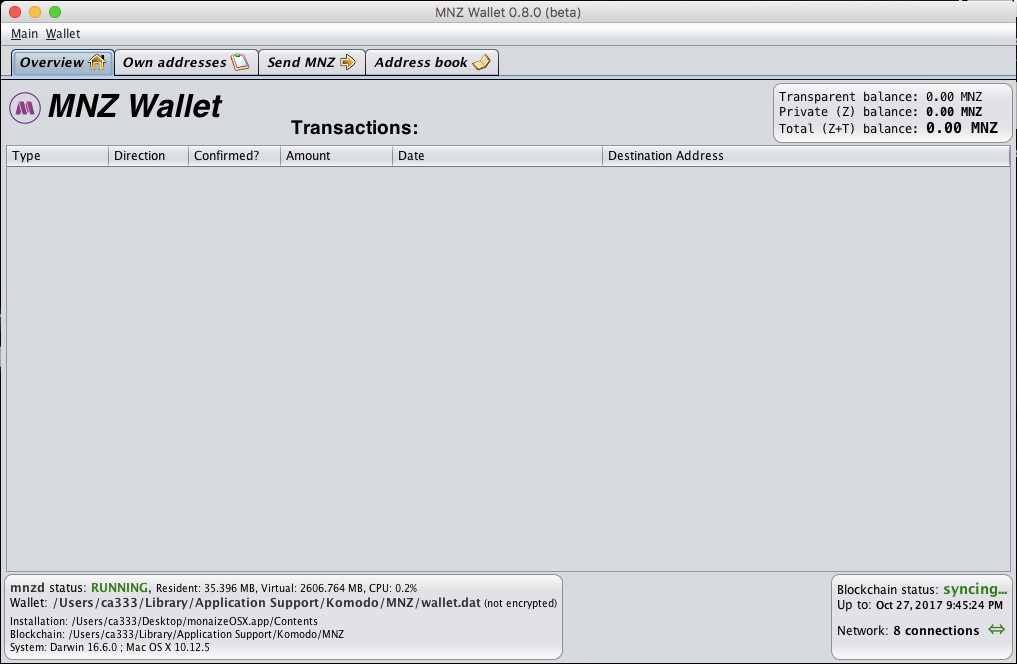 MNZ Wallet 0.8.0 (beta)
Main Wallet
Overview Own addresses Send MNZ Address book
MNZ Wallet
Transactions:
Transparent balance: 0.00 MNZ
Private (Z) balance: 0.00 MNZ
Total (Z+T) balance: 0.00 MNZ
Type Direction Confirmed? Amount Date Destination Address
mnzd status: RUNNING, Resident: 35.396 MB, Virtual: 2606.764 MB, CPU: 0.2%
Wallet: /Users/ca333/Library/Application Support/Komodo/MNZ/wallet.dat (not encrypted)
Installation: /Users/ca333/Desktop/monaizeOSX.app/Contents
Blockchain: /Users/ca333/Library/Application Support/Komodo/MNZ
System: Darwin 16.6.0 ; Mac OS X 10.12.5
Blockchain status: syncing...
Up to: Oct 27, 2017 9:45:24 PM
Network: 8 connections